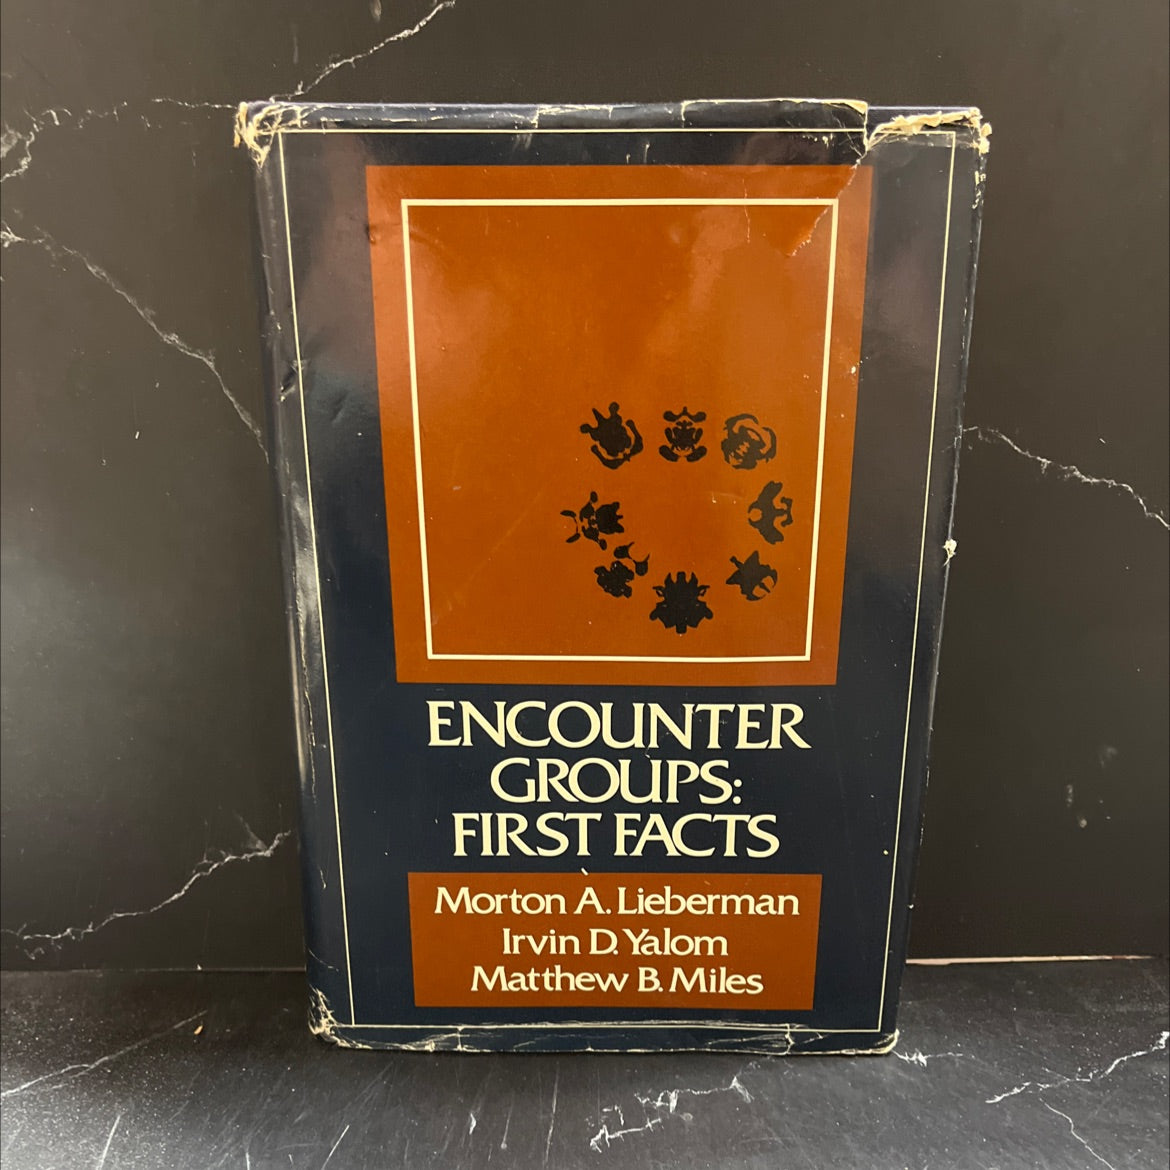 ENCOUNTER
GROUPS:
FIRST FACTS
Morton A. Lieberman
Irvin D. Yalom
Matthew B. Miles